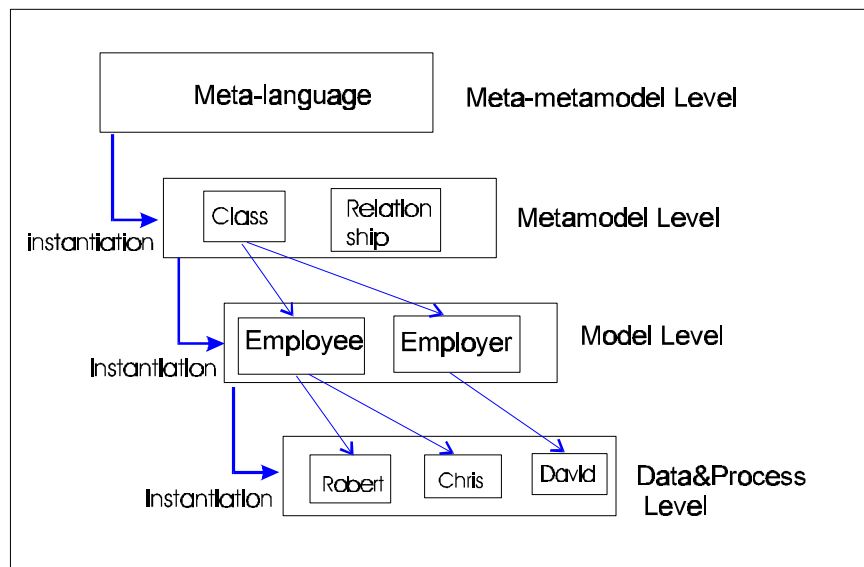 Meta-language
Meta-metamodel Level
Class
Relation
ship
Metamodel Level
instantiation
Employee
Employer
Model Level
Instantiation
Robert
Chris
David
Data&Process
Level
Instantiation